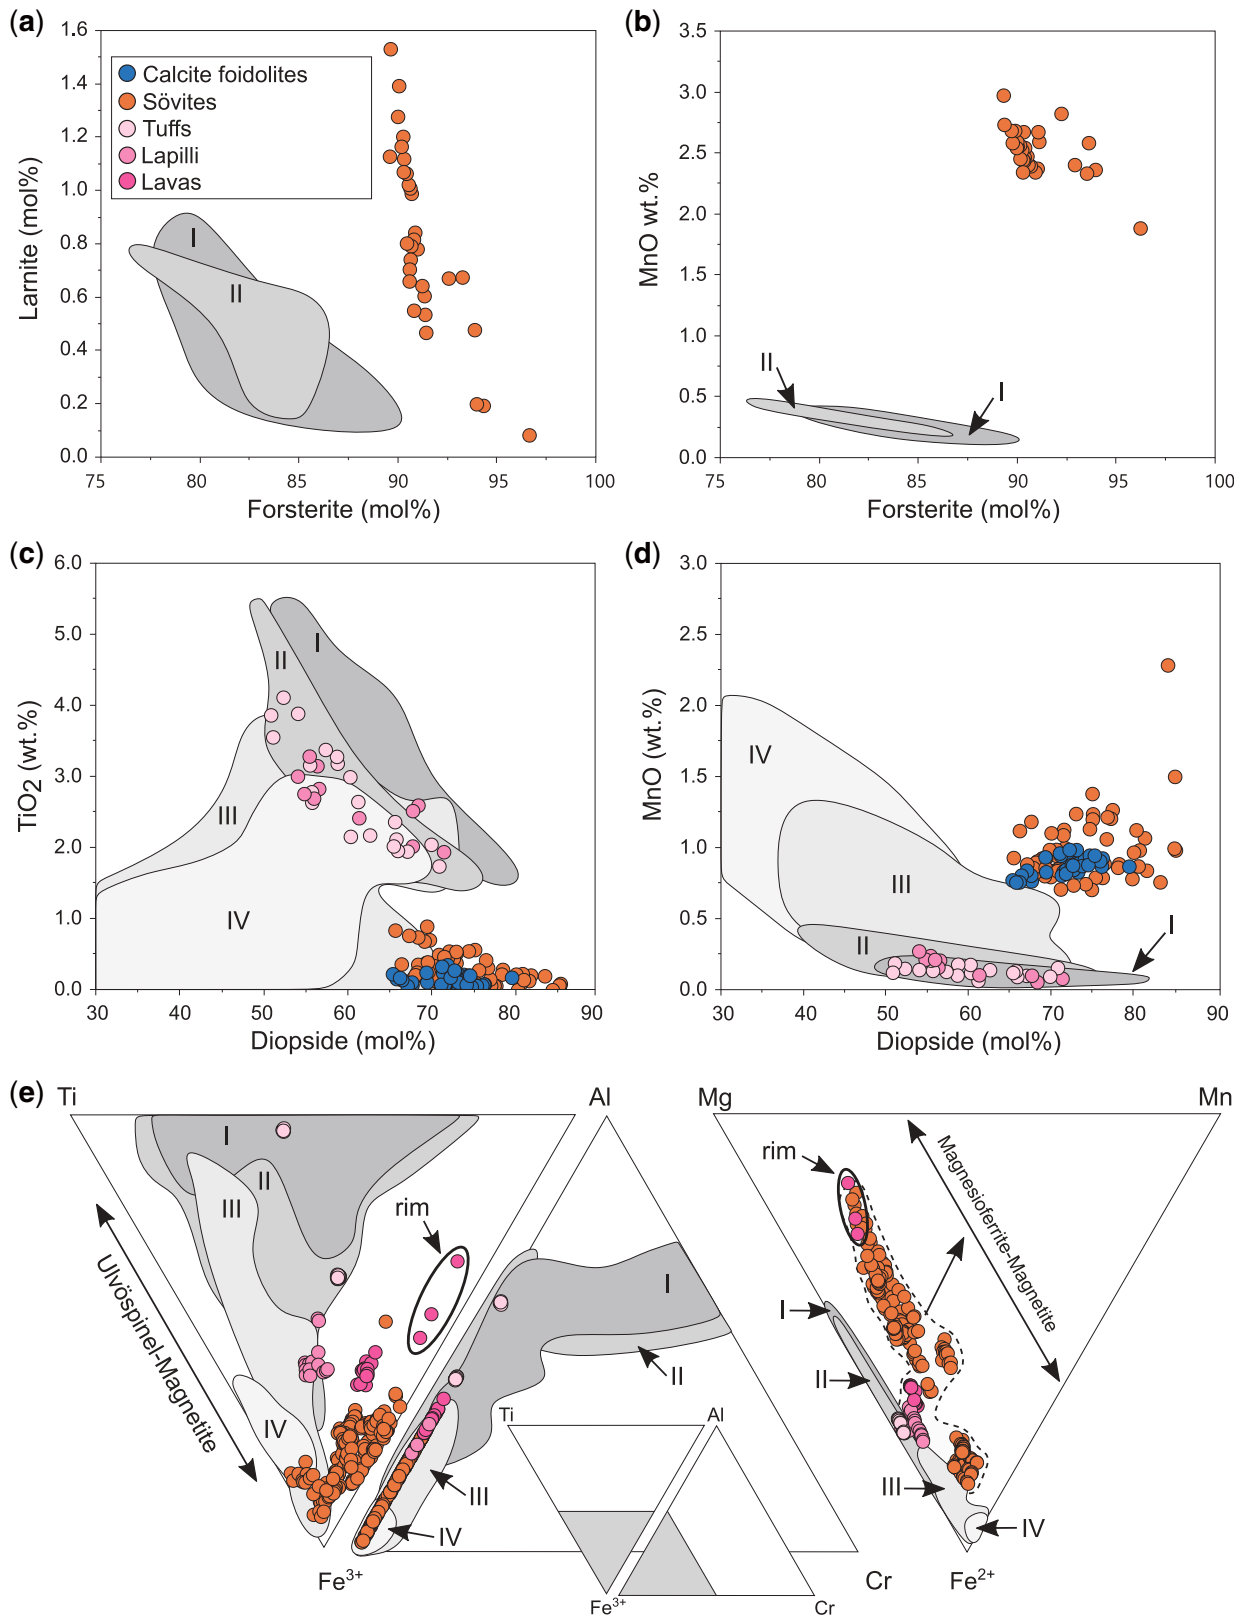 (a)
1.6
1.4
1.2
1.0
0.8
0.6
0.4
0.2
0.0
Larnite (mol%)
Calcite foidolites
Sövites
Tuffs
Lapilli
Lavas
I
II
75 80 85 90 95 100
Forsterite (mol%)
(b)
3.5
3.0
2.5
2.0
1.5
1.0
0.5
0.0
MnO wt.%
II
I
75 80 85 90 95 100
Forsterite (mol%)
(c)
6.0
5.0
4.0
3.0
2.0
1.0
0.0
TiO2 (wt.%)
I
II
III
IV
30 40 50 60 70 80 90
Diopside (mol%)
(d)
3.0
2.5
2.0
1.5
1.0
0.5
0.0
MnO (wt.%)
IV
III
II
I
30 40 50 60 70 80 90
Diopside (mol%)
(e)
Ti
Al
Mg
Mn
I
II
III
IV
rim
Ulvöspinel-Magnetite
Fe3+
I
II
III
IV
Cr
Ti
Al
Fe3+
Cr
rim
Magnesioferrite-Magnetite
I
II
III
IV
Fe2+